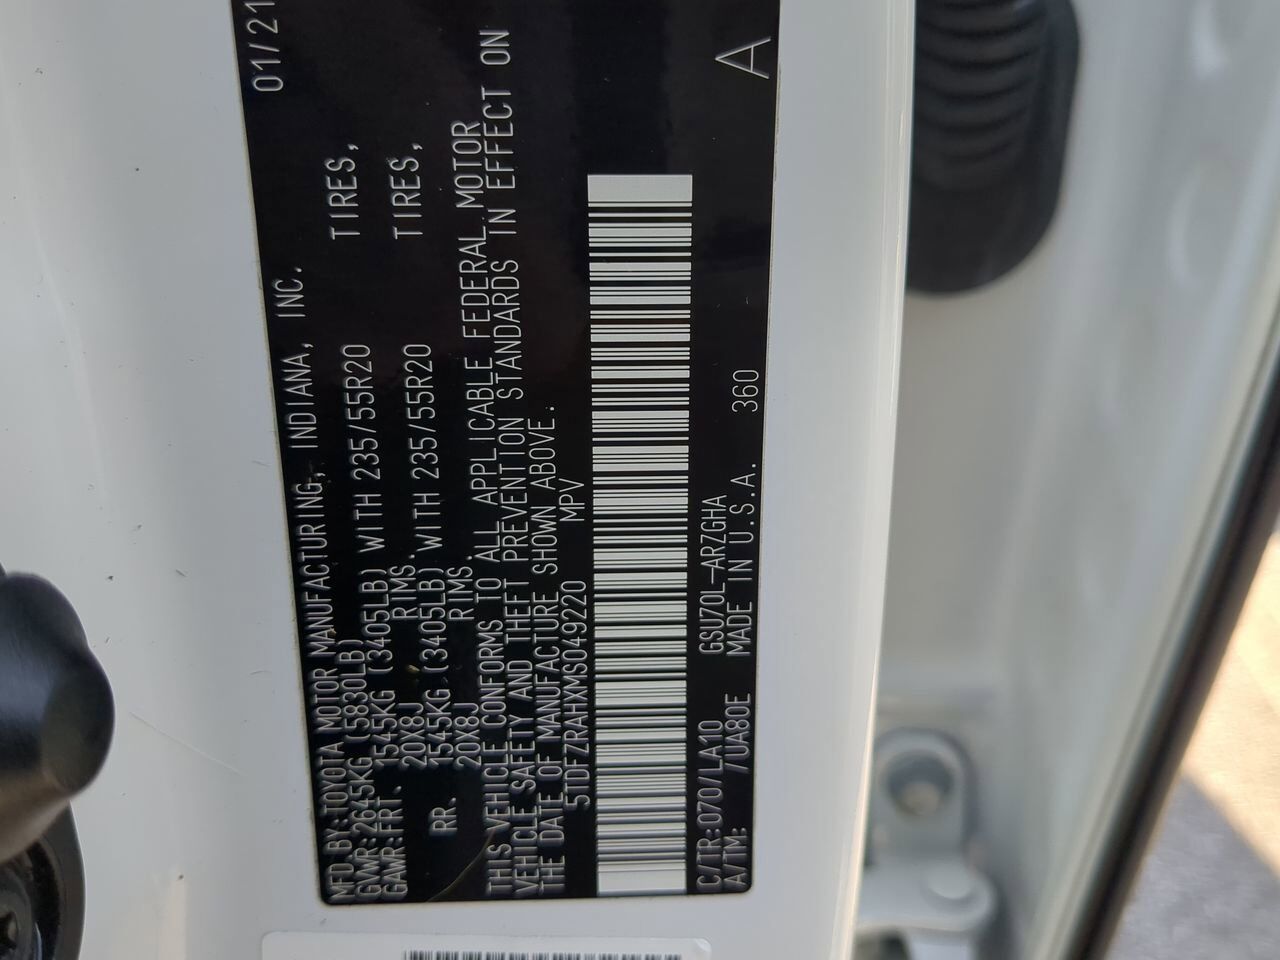 MFD BY: TOYOTA MOTOR MANUFACTURING, INDIANA, INC. 01/21
GVWR: 2645KG (5830LB)
GAWR: FRT. 1545KG (3405LB) WITH 235/55R20 TIRES,
20X8J RIMS.
RR. 1545KG (3405LB) WITH 235/55R20 TIRES,
20X8J RIMS.
THIS VEHICLE CONFORMS TO ALL APPLICABLE FEDERAL MOTOR
VEHICLE SAFETY AND THEFT PREVENTION STANDARDS IN EFFECT ON
THE DATE OF MANUFACTURE SHOWN ABOVE.
5TDFZRAHXMS049220 MPV
C/TR: 070/LA10 GSU70L-ARZGHA
A/TM: /UA80E MADE IN U.S.A. 360 A